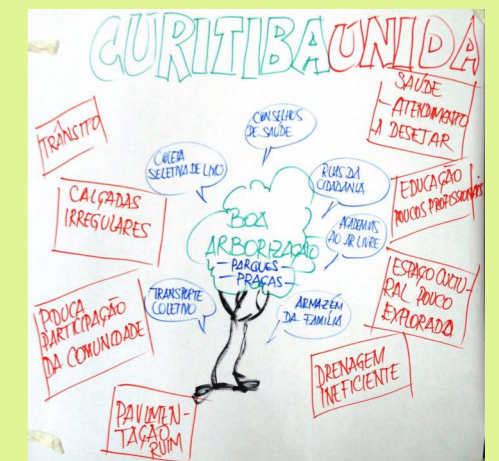 CURITIBA UNIDA
SAÚDE
- ATENDIMENTO
A DESEJAR
TRÂNSITO
CONSELHOS
DE SAÚDE
COLETA
SELETIVA DE LIXO
RUAS DA
CIDADANIA
EDUCAÇÃO
POUCOS PROFISSIONAIS
CALÇADAS
IRREGULARES
BOA
ARBORIZAÇÃO
- PARQUES -
- PRAÇAS -
ACADEMIAS
AO AR LIVRE
ESPAÇO CULTU-
RAL POUCO
EXPLORADA
TRANSPORTE
COLETIVO
ARMAZÉM
DA FAMÍLIA
POUCA
PARTICIPAÇÃO
DA COMUNIDADE
DRENAGEM
INEFICIENTE
PAVIMEN-
TAÇÃO
RUIM